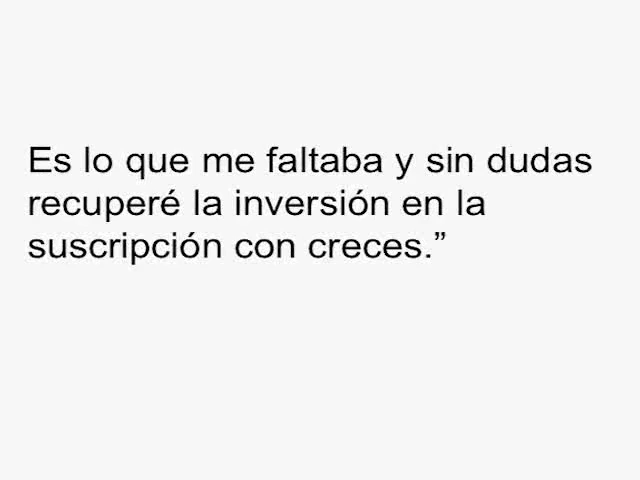 Es lo que me faltaba y sin dudas
recuperé la inversión en la
suscripción con creces.”